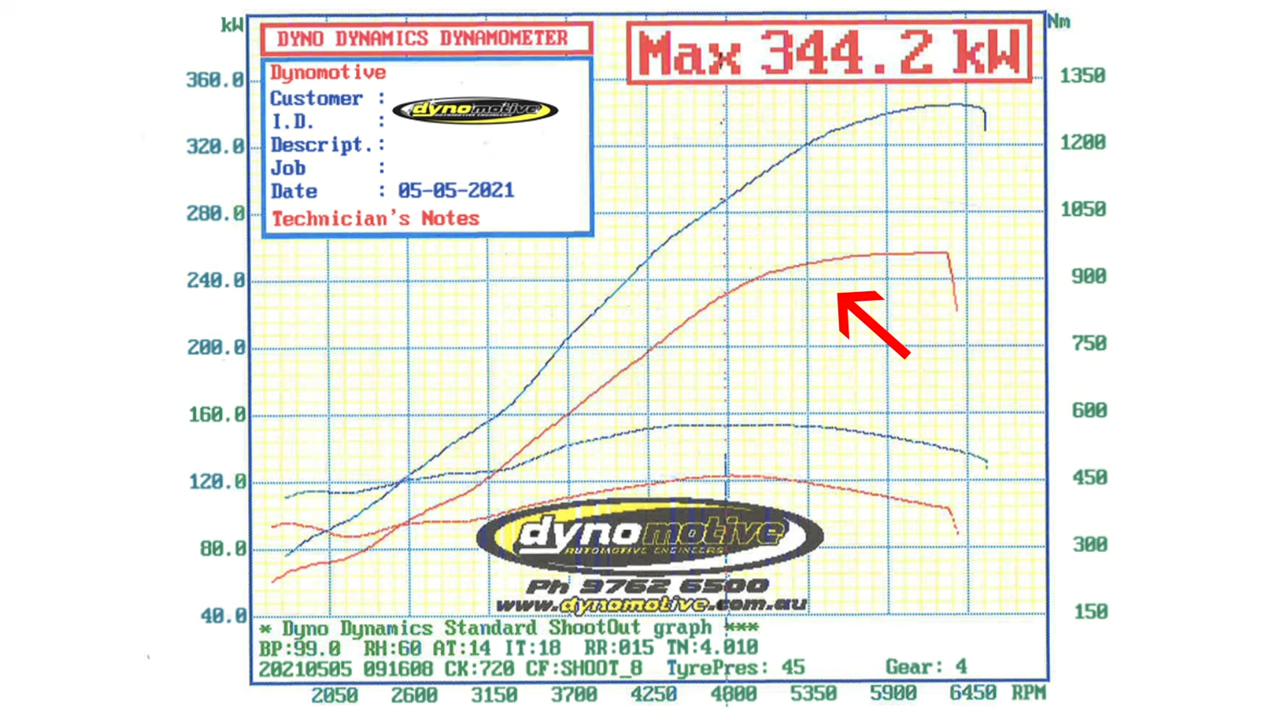 kW
Nm
DYNO DYNAMICS DYNAMOMETER
Max 344.2 kW
Dynomotive
Customer :
dynomotive
AUTOMOTIVE ENGINEERS
I.D. :
Descript.:
Job :
Date : 05-05-2021
Technician's Notes
360.0
320.0
280.0
240.0
200.0
160.0
120.0
80.0
40.0
1350
1200
1050
900
750
600
450
300
150
dynomotive
AUTOMOTIVE ENGINEERS
Ph 9762 6500
www.dynomotive.com.au
* Dyno Dynamics Standard ShootOut graph ***
BP:99.0 RH:60 AT:14 IT:18 RR:015 TN:4.010
20210505 091608 CK:720 CF:SHOOT_8 TyrePres: 45 Gear: 4
2050 2600 3150 3700 4250 4800 5350 5900 6450 RPM